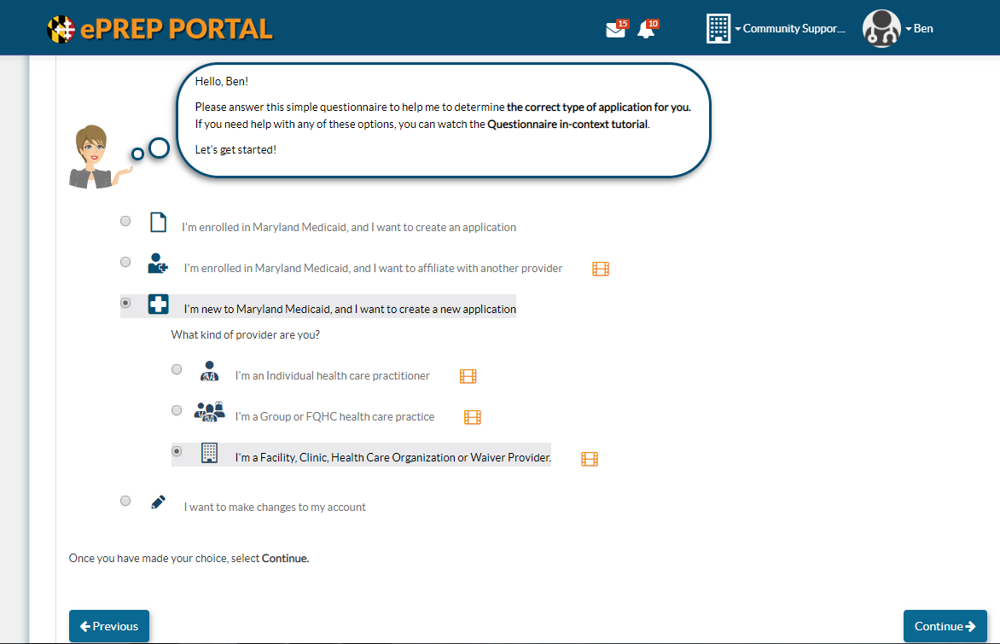 ePREP PORTAL
15
10
Community Suppor...
Ben
Hello, Ben!
Please answer this simple questionnaire to help me to determine the correct type of application for you.
If you need help with any of these options, you can watch the Questionnaire in-context tutorial.
Let's get started!
I'm enrolled in Maryland Medicaid, and I want to create an application
I'm enrolled in Maryland Medicaid, and I want to affiliate with another provider
I'm new to Maryland Medicaid, and I want to create a new application
What kind of provider are you?
I'm an Individual health care practitioner
I'm a Group or FQHC health care practice
I'm a Facility, Clinic, Health Care Organization or Waiver Provider.
I want to make changes to my account
Once you have made your choice, select Continue.
Previous
Continue